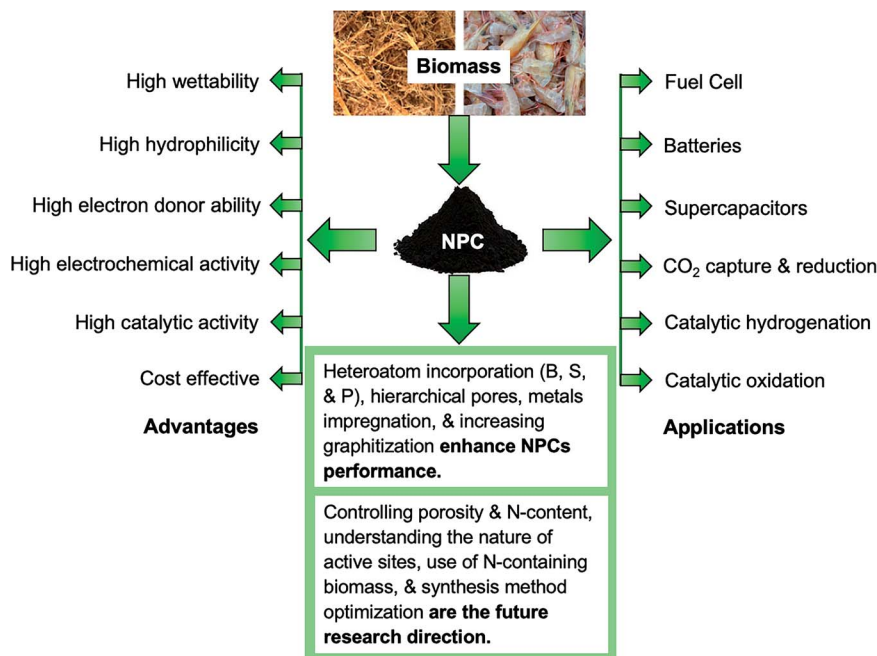 Biomass
High wettability
High hydrophilicity
High electron donor ability
High electrochemical activity
High catalytic activity
Cost effective
Advantages
NPC
Fuel Cell
Batteries
Supercapacitors
CO₂ capture & reduction
Catalytic hydrogenation
Catalytic oxidation
Applications
Heteroatom incorporation (B, S,
& P), hierarchical pores, metals
impregnation, & increasing
graphitization enhance NPCs
performance.
Controlling porosity & N-content,
understanding the nature of
active sites, use of N-containing
biomass, & synthesis method
optimization are the future
research direction.